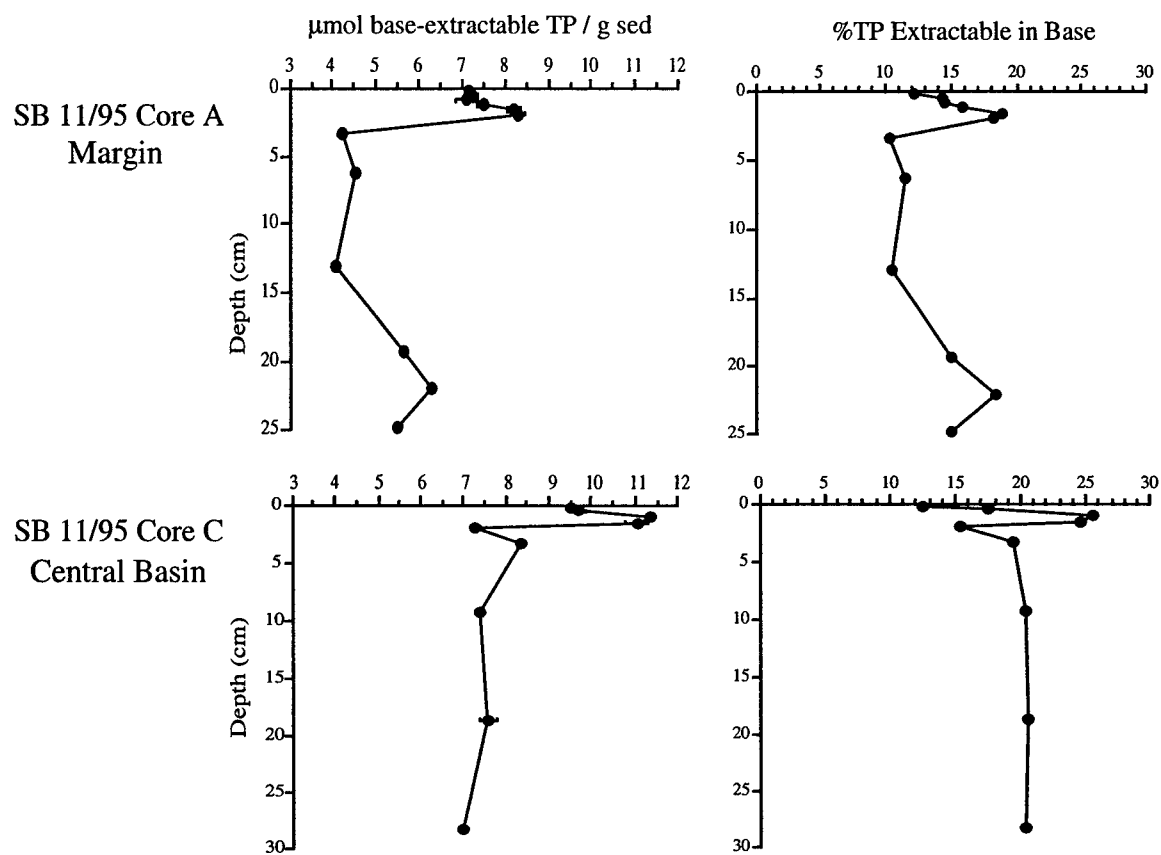 μmol base-extractable TP / g sed
%TP Extractable in Base
SB 11/95 Core A
Margin
3 4 5 6 7 8 9 10 11 12
0
5
10
15
20
25
Depth (cm)
0 5 10 15 20 25 30
0
5
10
15
20
25
SB 11/95 Core C
Central Basin
3 4 5 6 7 8 9 10 11 12
0
5
10
15
20
25
30
Depth (cm)
0 5 10 15 20 25 30
0
5
10
15
20
25
30